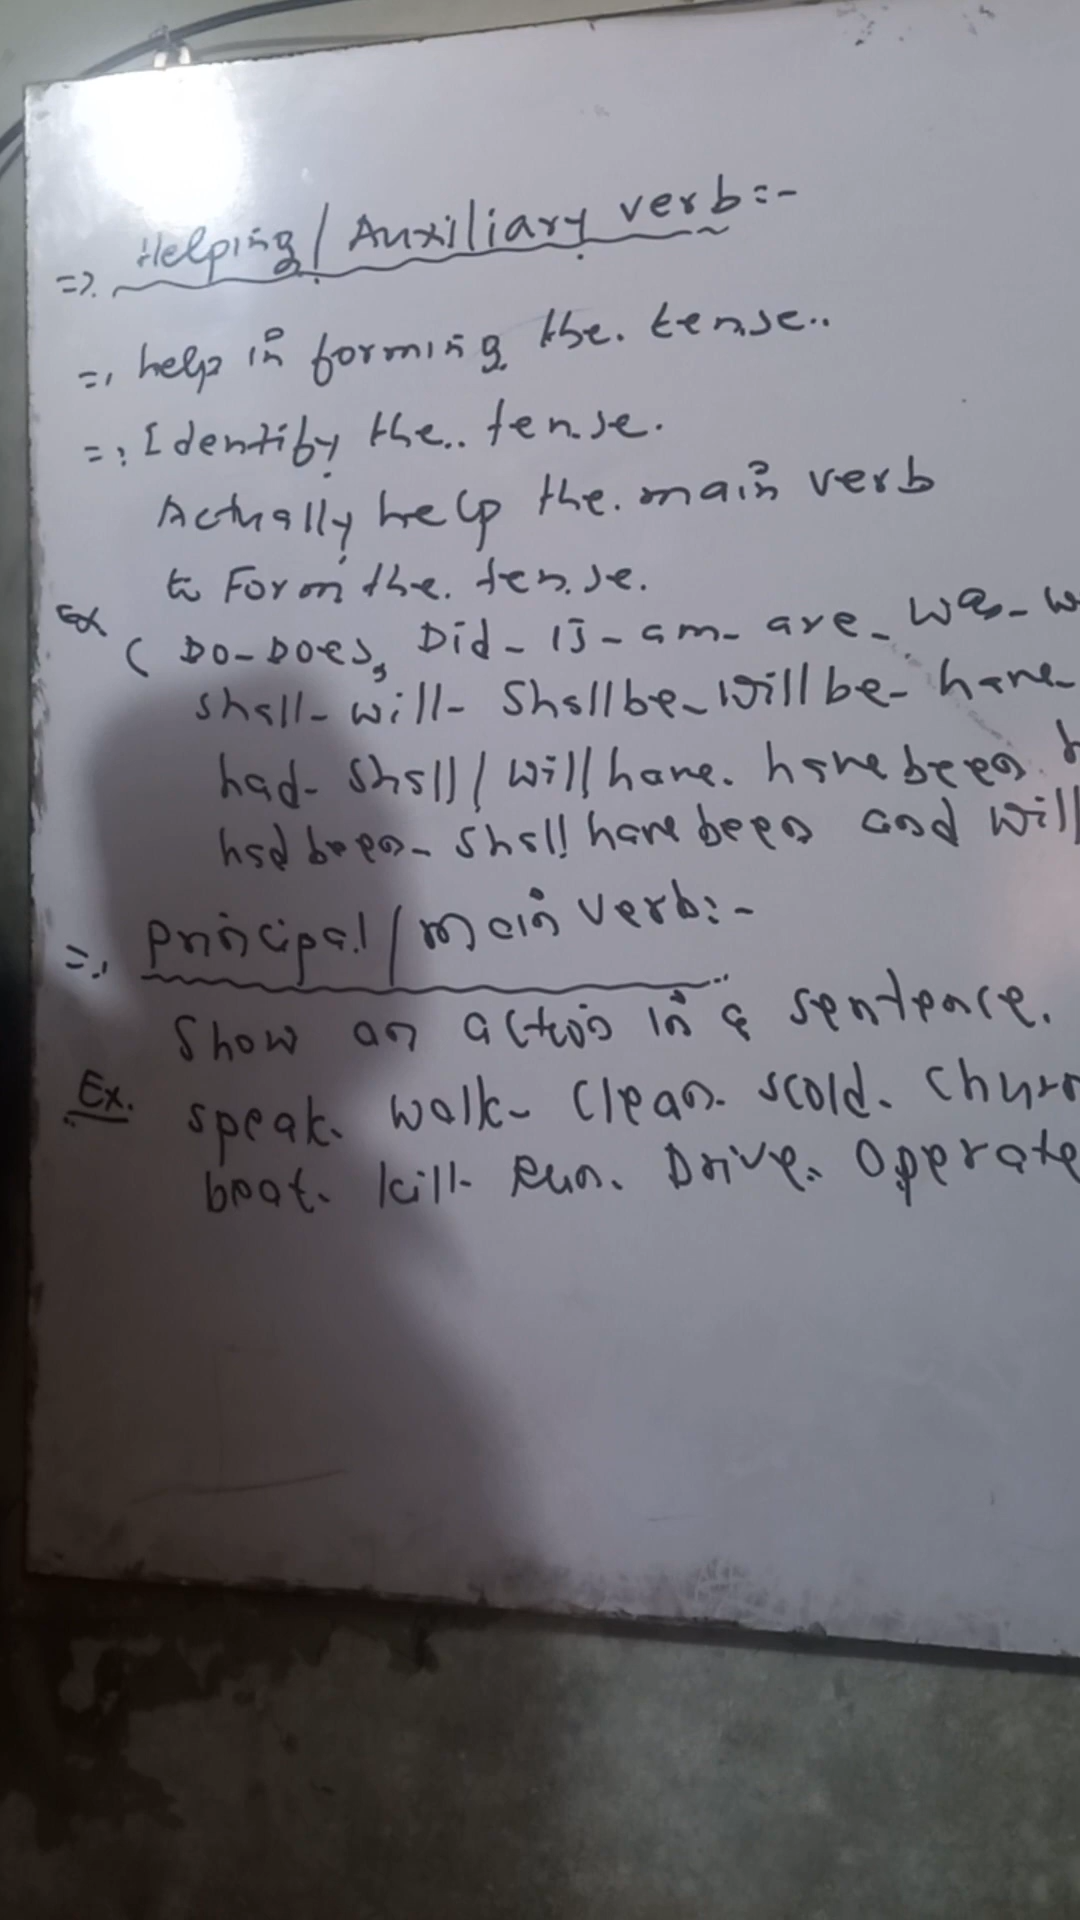 => Helping/Auxiliary verb:-
=> help in forming the. tense..
=> Identify the.. tense.
Actually help the. main verb
to Form the. tense.
Ex
( Do-Does, Did- is- am- are- was-
shall- will- Shall be- will be- have-
had- Shall/will have. have been.
had been- Shall have been and will
=> Principal/main verb:-
Show an action in a sentence.
Ex. speak. walk- clean. scold. churn
beat. kill- Run. Drive. Operate